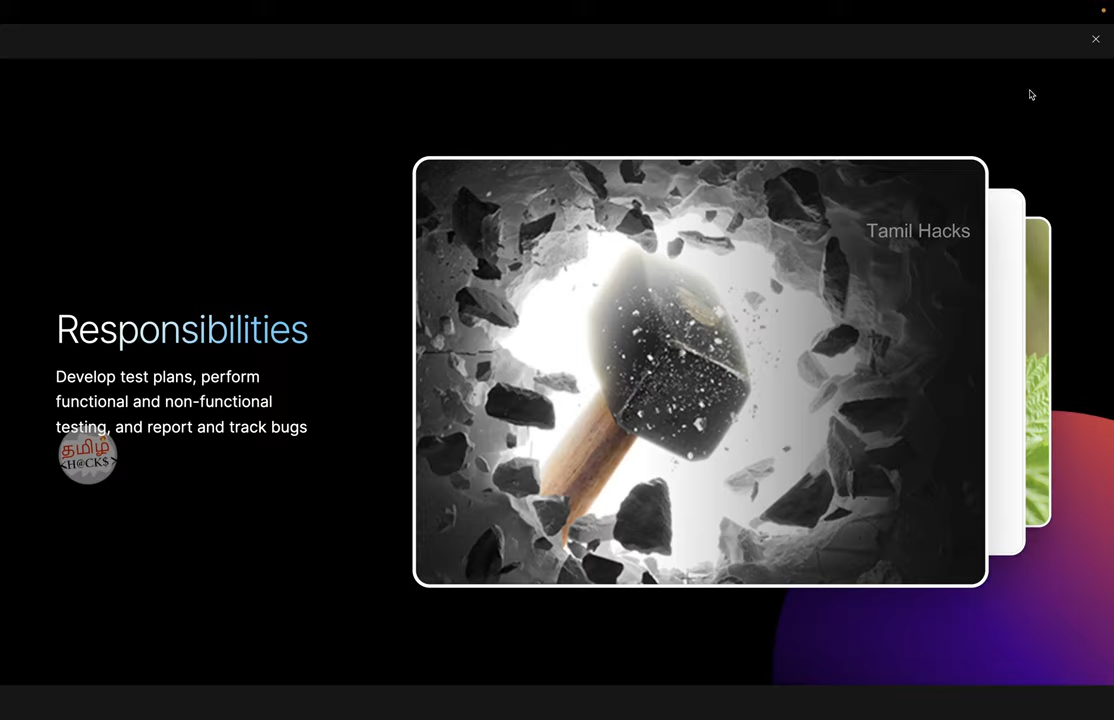 Tamil Hacks
Responsibilities
Develop test plans, perform
functional and non-functional
testing, and report and track bugs
தமிழ்
<H@CK$>